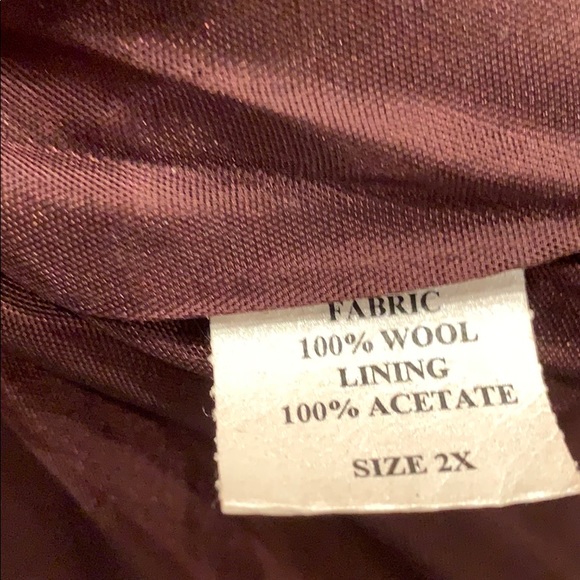 FABRIC
100% WOOL
LINING
100% ACETATE
SIZE 2X